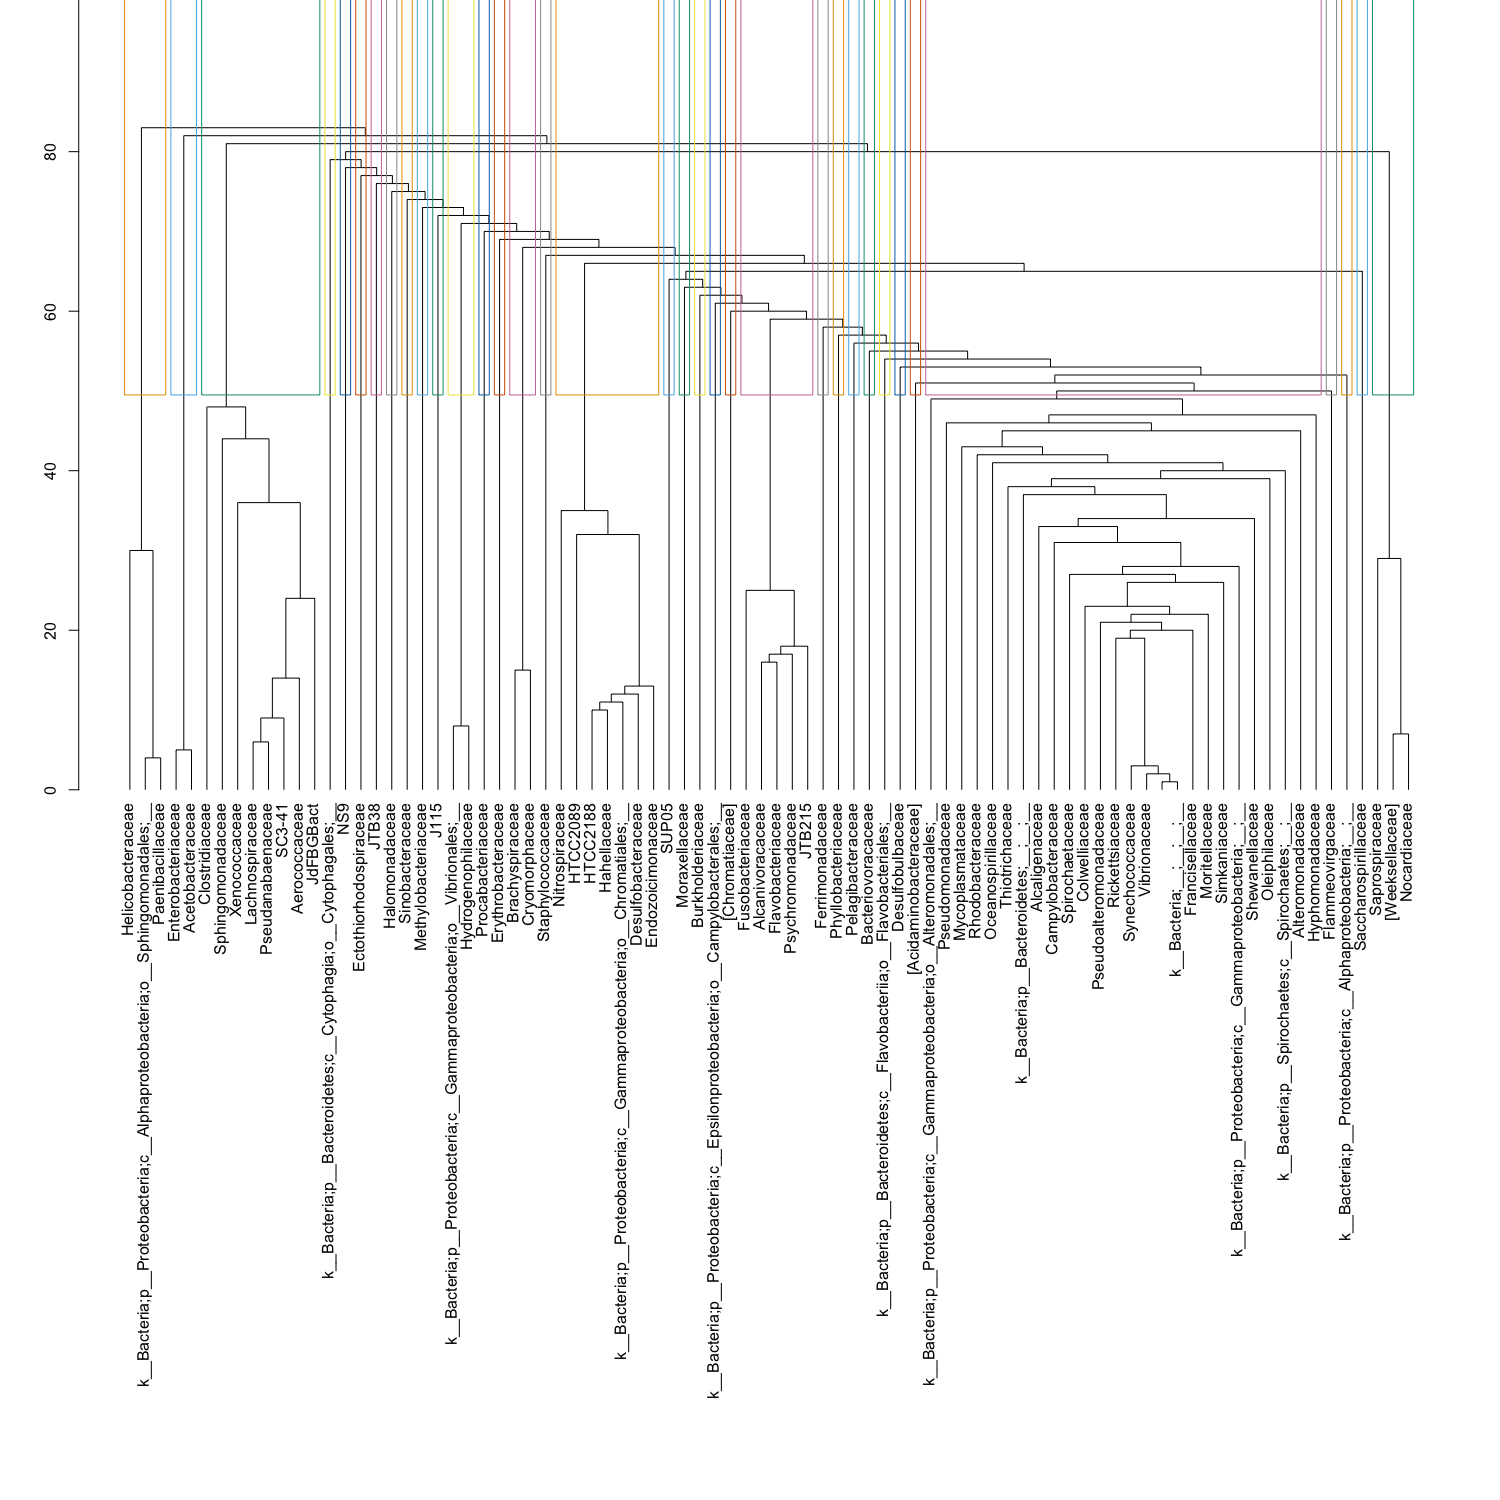 80
60
40
20
0
Helicobacteraceae
k__Bacteria;p__Proteobacteria;c__Alphaproteobacteria;o__Sphingomonadales;__
Paenibacillaceae
Enterobacteriaceae
Acetobacteraceae
Clostridiaceae
Sphingomonadaceae
Xenococcaceae
Lachnospiraceae
Pseudanabaenaceae
SC3-41
Aerococcaceae
JdFBGBact
k__Bacteria;p__Bacteroidetes;c__Cytophagia;o__Cytophagales;__
NS9
Ectothiorhodospiraceae
JTB38
Halomonadaceae
Sinobacteraceae
Methylobacteriaceae
J115
k__Bacteria;p__Proteobacteria;c__Gammaproteobacteria;o__Vibrionales;__
Hydrogenophilaceae
Procabacteriaceae
Erythrobacteraceae
Brachyspiraceae
Cryomorphaceae
Staphylococcaceae
Nitrospiraceae
HTCC2089
HTCC2188
Hahellaceae
k__Bacteria;p__Proteobacteria;c__Gammaproteobacteria;o__Chromatiales;__
Desulfobacteraceae
Endozoicimonaceae
SUP05
Moraxellaceae
Burkholderiaceae
k__Bacteria;p__Proteobacteria;c__Epsilonproteobacteria;o__Campylobacterales;__
[Chromatiaceae]
Fusobacteriaceae
Alcanivoracaceae
Flavobacteriaceae
Psychromonadaceae
JTB215
Ferrimonadaceae
Phyllobacteriaceae
Pelagibacteraceae
Bacteriovoracaceae
k__Bacteria;p__Bacteroidetes;c__Flavobacteriia;o__Flavobacteriales;__
Desulfobulbaceae
[Acidaminobacteraceae]
k__Bacteria;p__Proteobacteria;c__Gammaproteobacteria;o__Alteromonadales;__
Pseudomonadaceae
Mycoplasmataceae
Rhodobacteraceae
Oceanospirillaceae
Thiotrichaceae
k__Bacteria;p__Bacteroidetes;__;__;__
Alcaligenaceae
Campylobacteraceae
Spirochaetaceae
Colwelliaceae
Pseudoalteromonadaceae
Rickettsiaceae
Synechococcaceae
Vibrionaceae
k__Bacteria;__;__;__;__
Francisellaceae
Moritellaceae
Simkaniaceae
k__Bacteria;p__Proteobacteria;c__Gammaproteobacteria;__;__
Shewanellaceae
Oleiphilaceae
k__Bacteria;p__Spirochaetes;c__Spirochaetes;__;__
Alteromonadaceae
Hyphomonadaceae
Flammeovirgaceae
k__Bacteria;p__Proteobacteria;c__Alphaproteobacteria;__;__
Saccharospirillaceae
Saprospiraceae
[Weeksellaceae]
Nocardiaceae